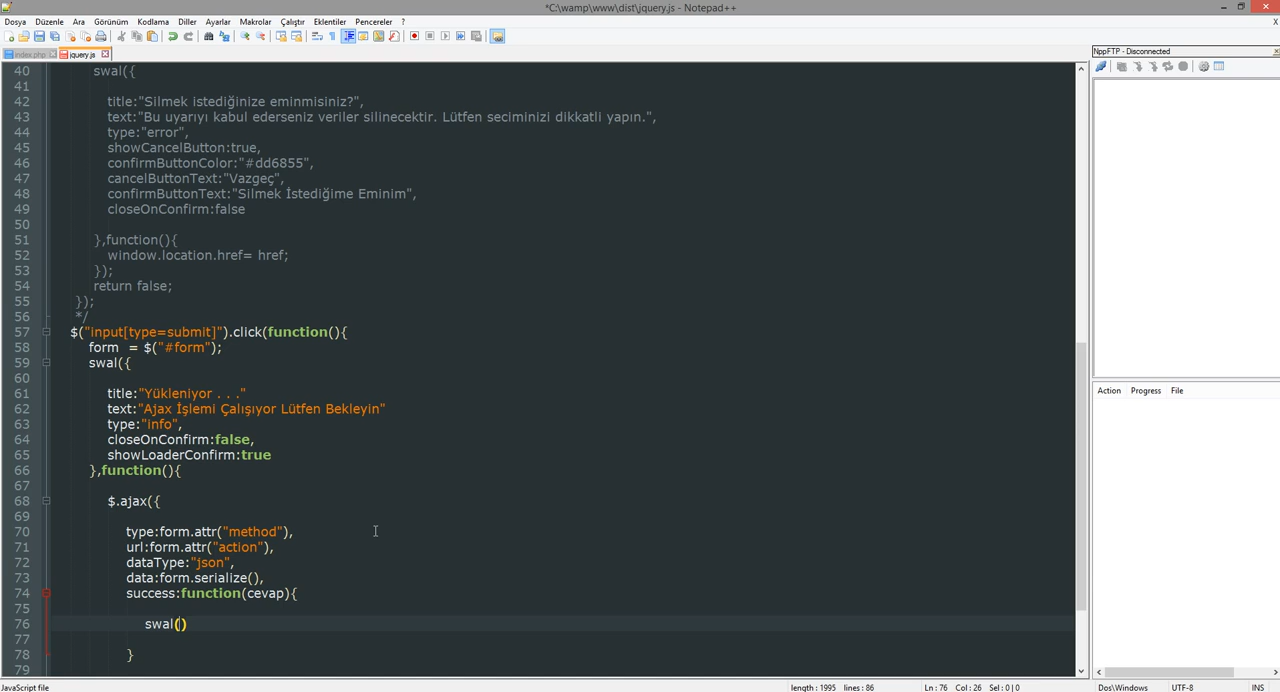 *C:\wamp\www\dist\jquery.js - Notepad++
Dosya Düzenle Ara Görünüm Kodlama Diller Ayarlar Makrolar Çalıştır Eklentiler Pencereler ? X
index.php jquery.js
NppFTP - Disconnected
40 swal({
41
42 title:"Silmek istediğinize eminmisiniz?",
43 text:"Bu uyarıyı kabul ederseniz veriler silinecektir. Lütfen seciminizi dikkatli yapın.",
44 type:"error",
45 showCancelButton:true,
46 confirmButtonColor:"#dd6855",
47 cancelButtonText:"Vazgeç",
48 confirmButtonText:"Silmek İstediğime Eminim",
49 closeOnConfirm:false
50
51 },function(){
52 window.location.href= href;
53 });
54 return false;
55 });
56 */
57 $("input[type=submit]").click(function(){
58 form  = $("#form");
59 swal({
60
61 title:"Yükleniyor . . ."
62 text:"Ajax İşlemi Çalışıyor Lütfen Bekleyin"
63 type:"info",
64 closeOnConfirm:false,
65 showLoaderConfirm:true
66 },function(){
67
68 $.ajax({
69
70 type:form.attr("method"),
71 url:form.attr("action"),
72 dataType:"json",
73 data:form.serialize(),
74 success:function(cevap){
75
76 swal()
77
78 }
79
Action Progress File
JavaScript file length : 1995 lines : 86 Ln : 76 Col : 26 Sel : 0 | 0 Dos\Windows UTF-8 INS